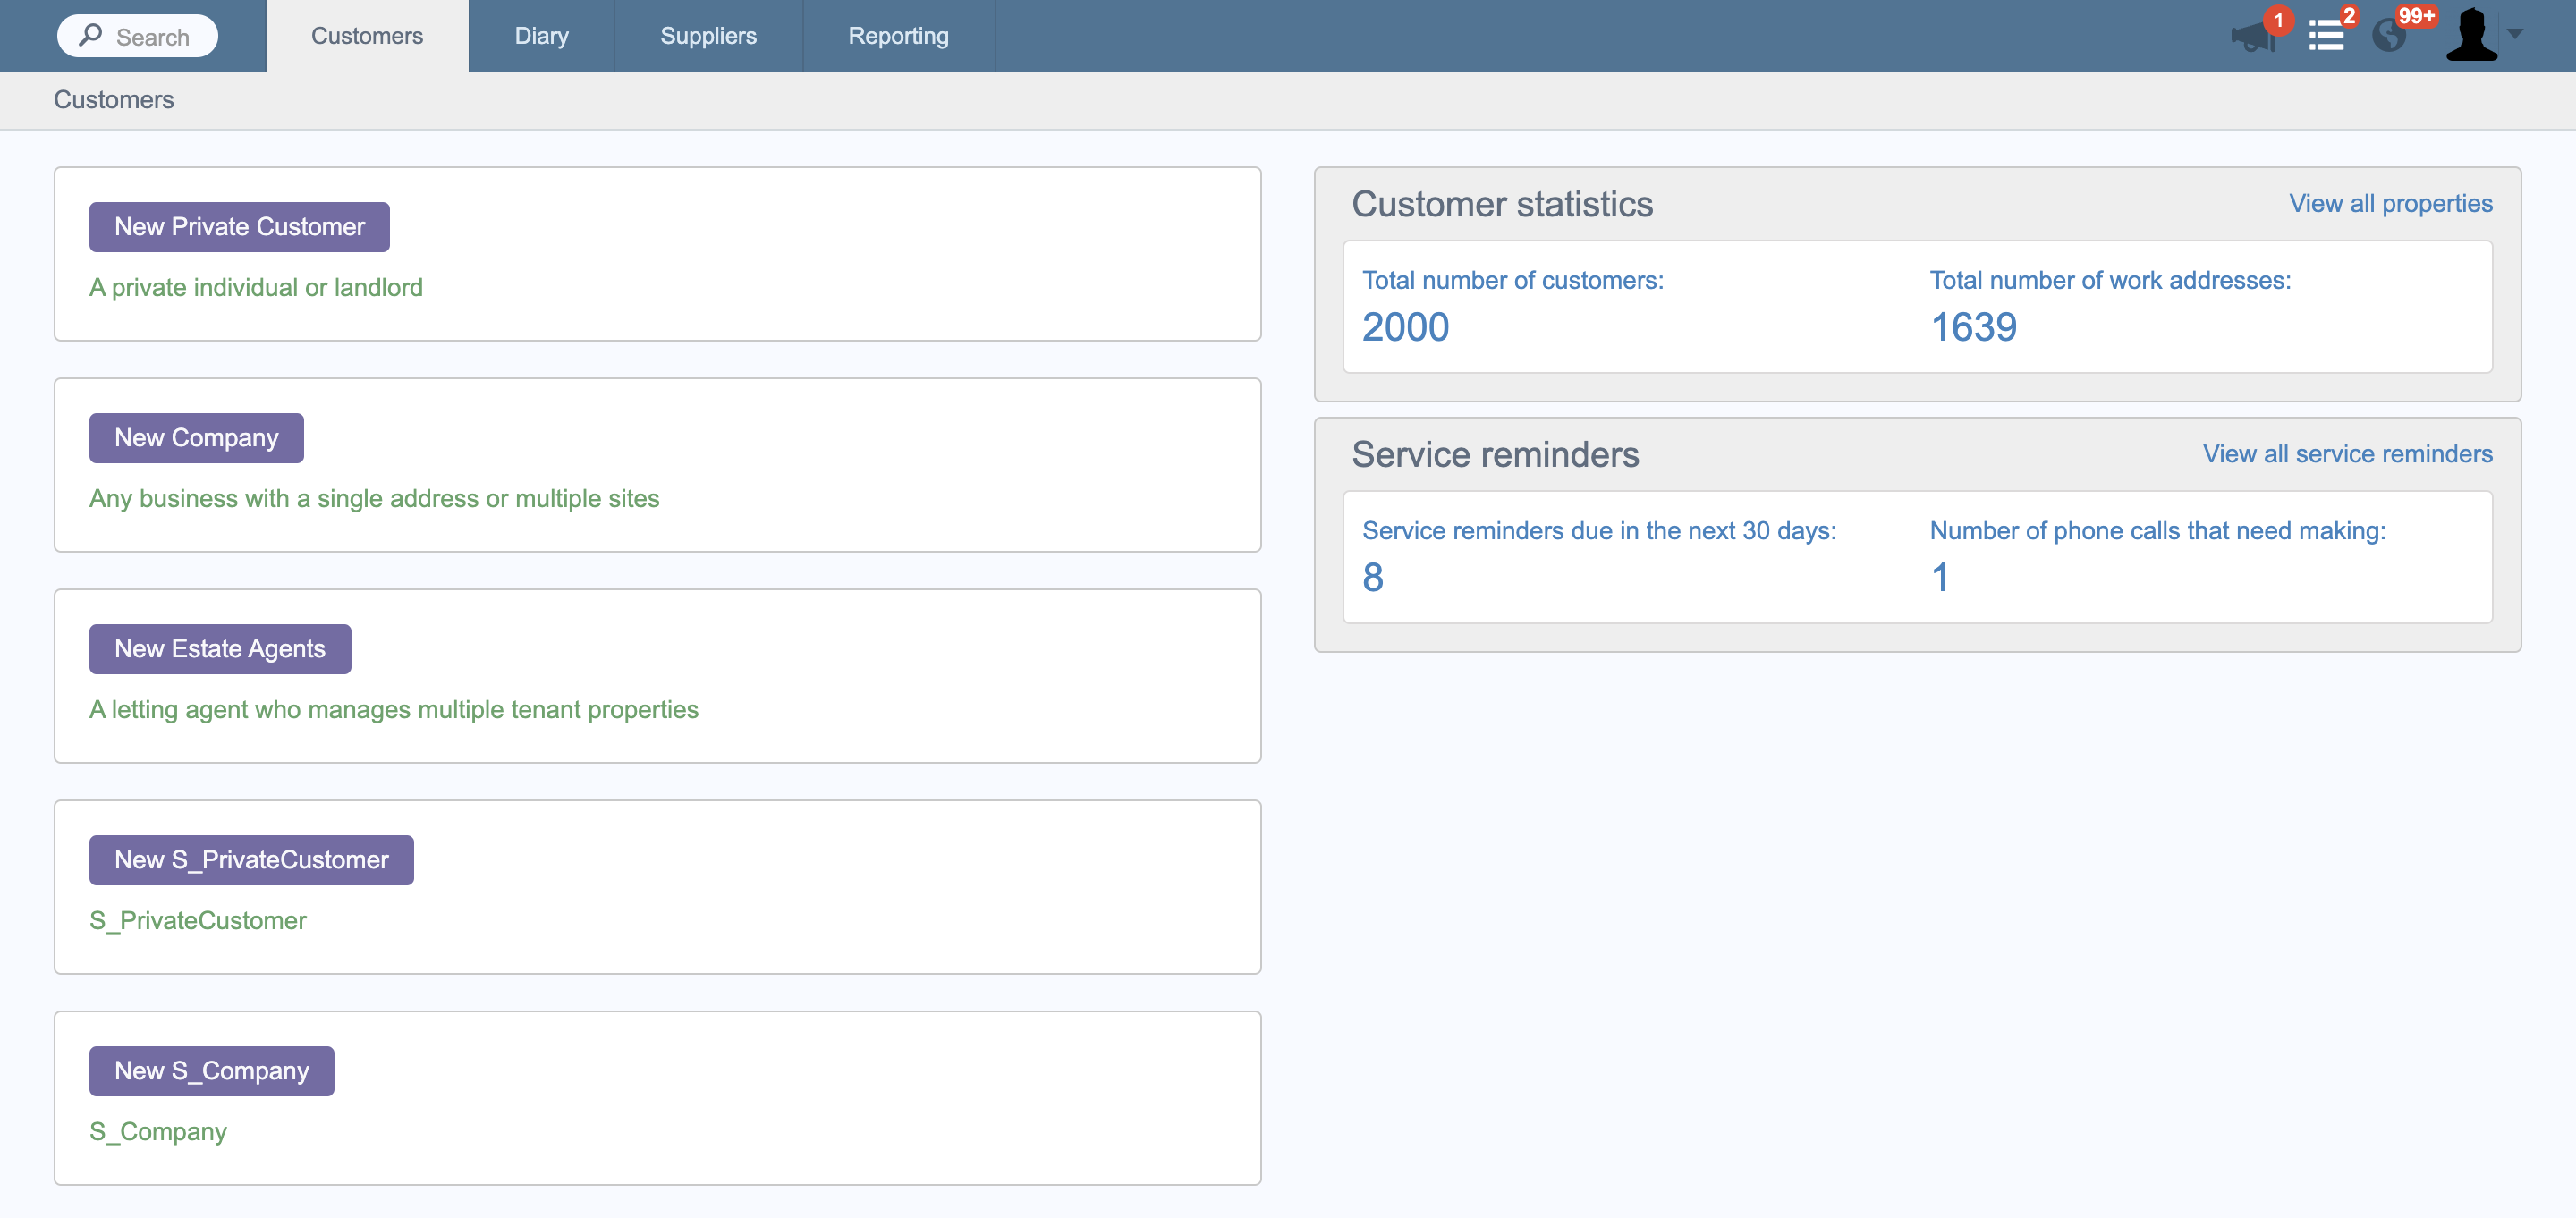 Search
Customers
Diary
Suppliers
Reporting
1
2
99+
Customers
New Private Customer
A private individual or landlord
New Company
Any business with a single address or multiple sites
New Estate Agents
A letting agent who manages multiple tenant properties
New S_PrivateCustomer
S_PrivateCustomer
New S_Company
S_Company
Customer statistics
View all properties
Total number of customers:
2000
Total number of work addresses:
1639
Service reminders
View all service reminders
Service reminders due in the next 30 days:
8
Number of phone calls that need making:
1